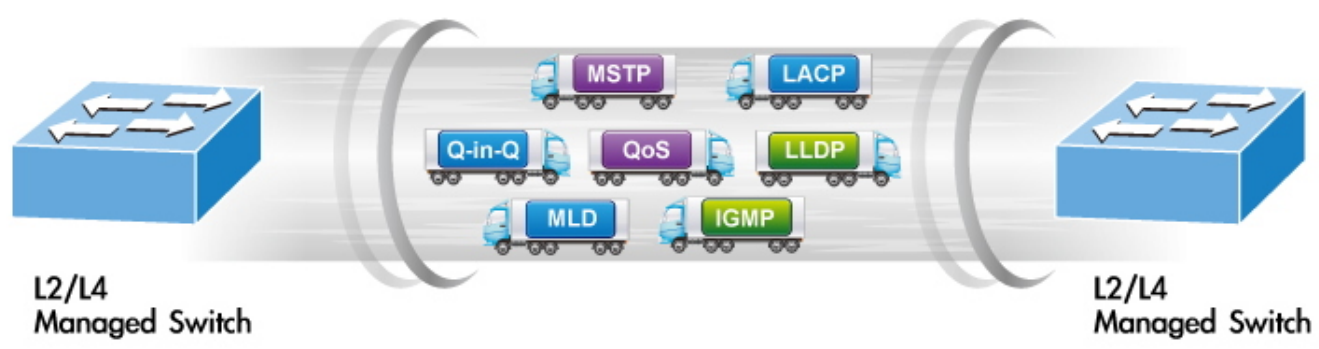 MSTP
LACP
Q-in-Q
QoS
LLDP
MLD
IGMP
L2/L4
Managed Switch
L2/L4
Managed Switch